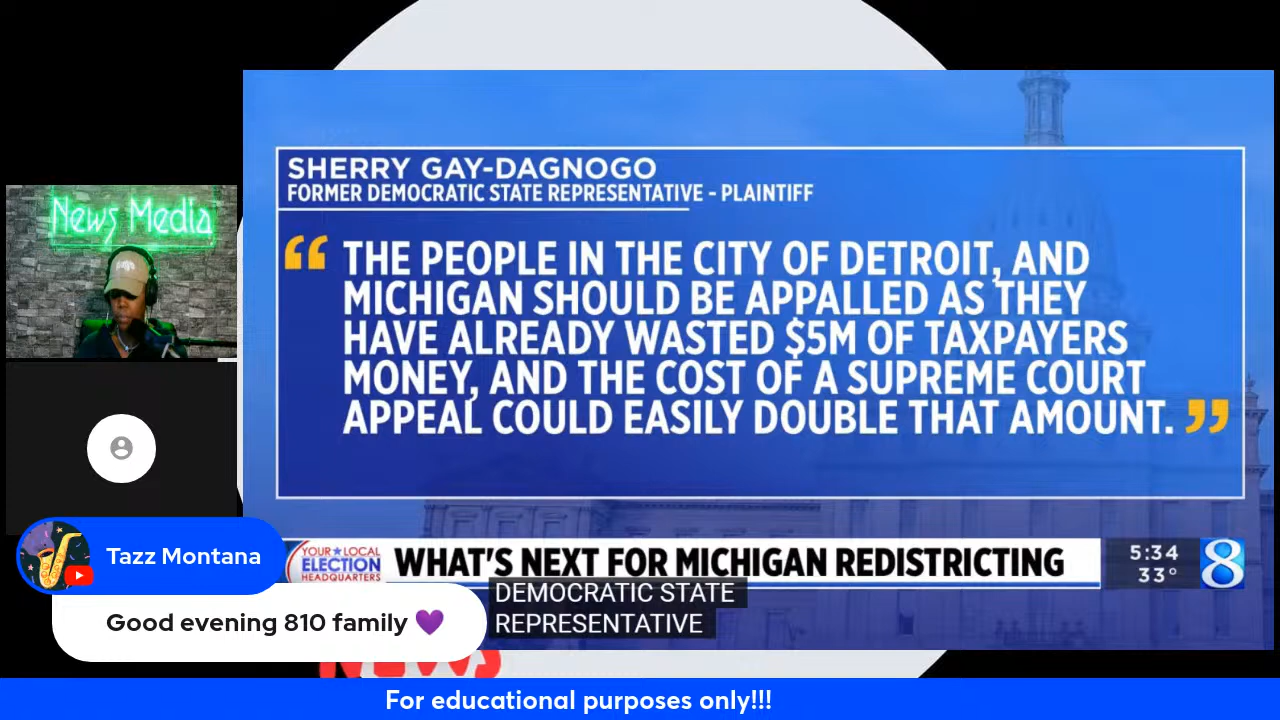 SHERRY GAY-DAGNOGO
FORMER DEMOCRATIC STATE REPRESENTATIVE - PLAINTIFF
“ THE PEOPLE IN THE CITY OF DETROIT, AND
MICHIGAN SHOULD BE APPALLED AS THEY
HAVE ALREADY WASTED $5M OF TAXPAYERS
MONEY, AND THE COST OF A SUPREME COURT
APPEAL COULD EASILY DOUBLE THAT AMOUNT. ”
News Media
YOUR★LOCAL
ELECTION
HEADQUARTERS
WHAT'S NEXT FOR MICHIGAN REDISTRICTING
5:34
33°
8
DEMOCRATIC STATE
REPRESENTATIVE
Tazz Montana
Good evening 810 family 💜
NEWS
For educational purposes only!!!